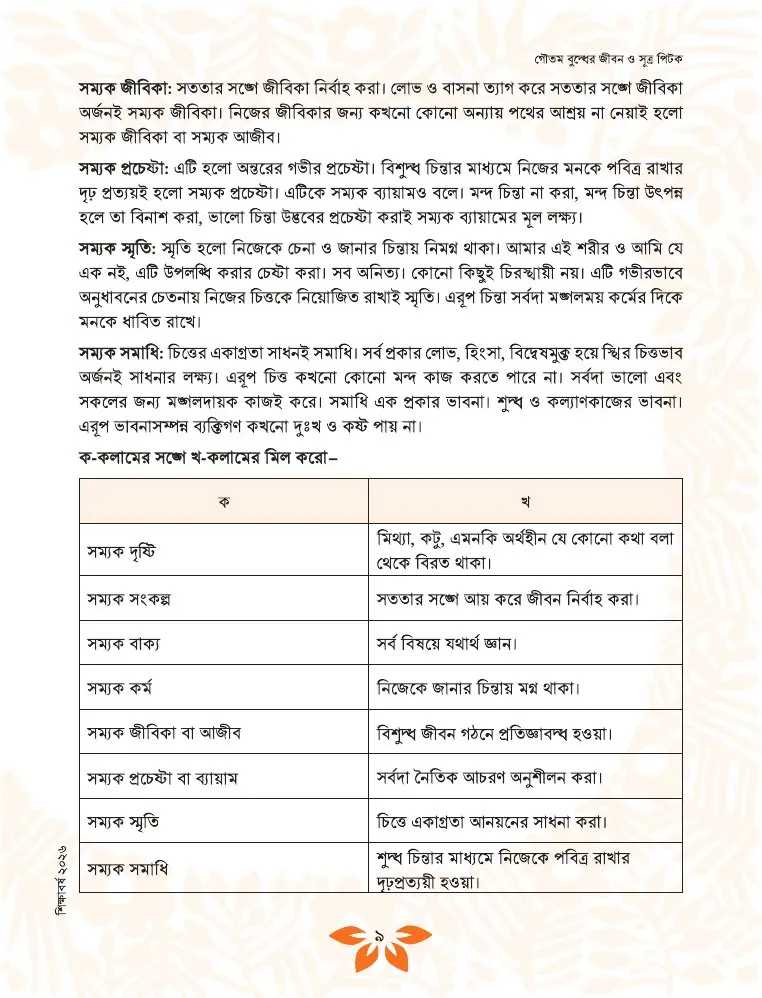 গৌতম বুদ্ধের জীবন ও সূত্র পিটক
সম্যক জীবিকা: সততার সঙ্গে জীবিকা নির্বাহ করা। লোভ ও বাসনা ত্যাগ করে সততার সঙ্গে জীবিকা
অর্জনই সম্যক জীবিকা। নিজের জীবিকার জন্য কখনো কোনো অন্যায় পথের আশ্রয় না নেয়াই হলো
সম্যক জীবিকা বা সম্যক আজীব।
সম্যক প্রচেষ্টা: এটি হলো অন্তরের গভীর প্রচেষ্টা। বিশুদ্ধ চিন্তার মাধ্যমে নিজের মনকে পবিত্র রাখার
দৃঢ় প্রত্যয়ই হলো সম্যক প্রচেষ্টা। এটিকে সম্যক ব্যায়ামও বলে। মন্দ চিন্তা না করা, মন্দ চিন্তা উৎপন্ন
হলে তা বিনাশ করা, ভালো চিন্তা উদ্ভবের প্রচেষ্টা করাই সম্যক ব্যায়ামের মূল লক্ষ্য।
সম্যক স্মৃতি: স্মৃতি হলো নিজেকে চেনা ও জানার চিন্তায় নিমগ্ন থাকা। আমার এই শরীর ও আমি যে
এক নই, এটি উপলব্ধি করার চেষ্টা করা। সব অনিত্য। কোনো কিছুই চিরস্থায়ী নয়। এটি গভীরভাবে
অনুধাবনের চেতনায় নিজের চিত্তকে নিয়োজিত রাখাই স্মৃতি। এরূপ চিন্তা সর্বদা মঙ্গলময় কর্মের দিকে
মনকে ধাবিত রাখে।
সম্যক সমাধি: চিত্তের একাগ্রতা সাধনই সমাধি। সর্ব প্রকার লোভ, হিংসা, বিদ্বেষমুক্ত হয়ে স্থির চিত্তভাব
অর্জনই সাধনার লক্ষ্য। এরূপ চিত্ত কখনো কোনো মন্দ কাজ করতে পারে না। সর্বদা ভালো এবং
সকলের জন্য মঙ্গলদায়ক কাজই করে। সমাধি এক প্রকার ভাবনা। শুদ্ধ ও কল্যাণকাজের ভাবনা।
এরূপ ভাবনাসম্পন্ন ব্যক্তিগণ কখনো দুঃখ ও কষ্ট পায় না।
ক-কলামের সঙ্গে খ-কলামের মিল করো–
ক খ
সম্যক দৃষ্টি মিথ্যা, কটু, এমনকি অর্থহীন যে কোনো কথা বলা
থেকে বিরত থাকা।
সম্যক সংকল্প সততার সঙ্গে আয় করে জীবন নির্বাহ করা।
সম্যক বাক্য সর্ব বিষয়ে যথার্থ জ্ঞান।
সম্যক কর্ম নিজেকে জানার চিন্তায় মগ্ন থাকা।
সম্যক জীবিকা বা আজীব বিশুদ্ধ জীবন গঠনে প্রতিজ্ঞাবদ্ধ হওয়া।
সম্যক প্রচেষ্টা বা ব্যায়াম সর্বদা নৈতিক আচরণ অনুশীলন করা।
সম্যক স্মৃতি চিত্তে একাগ্রতা আনয়নের সাধনা করা।
সম্যক সমাধি শুদ্ধ চিন্তার মাধ্যমে নিজেকে পবিত্র রাখার
দৃঢ়প্রত্যয়ী হওয়া।
শিক্ষাবর্ষ ২০২৬
৯